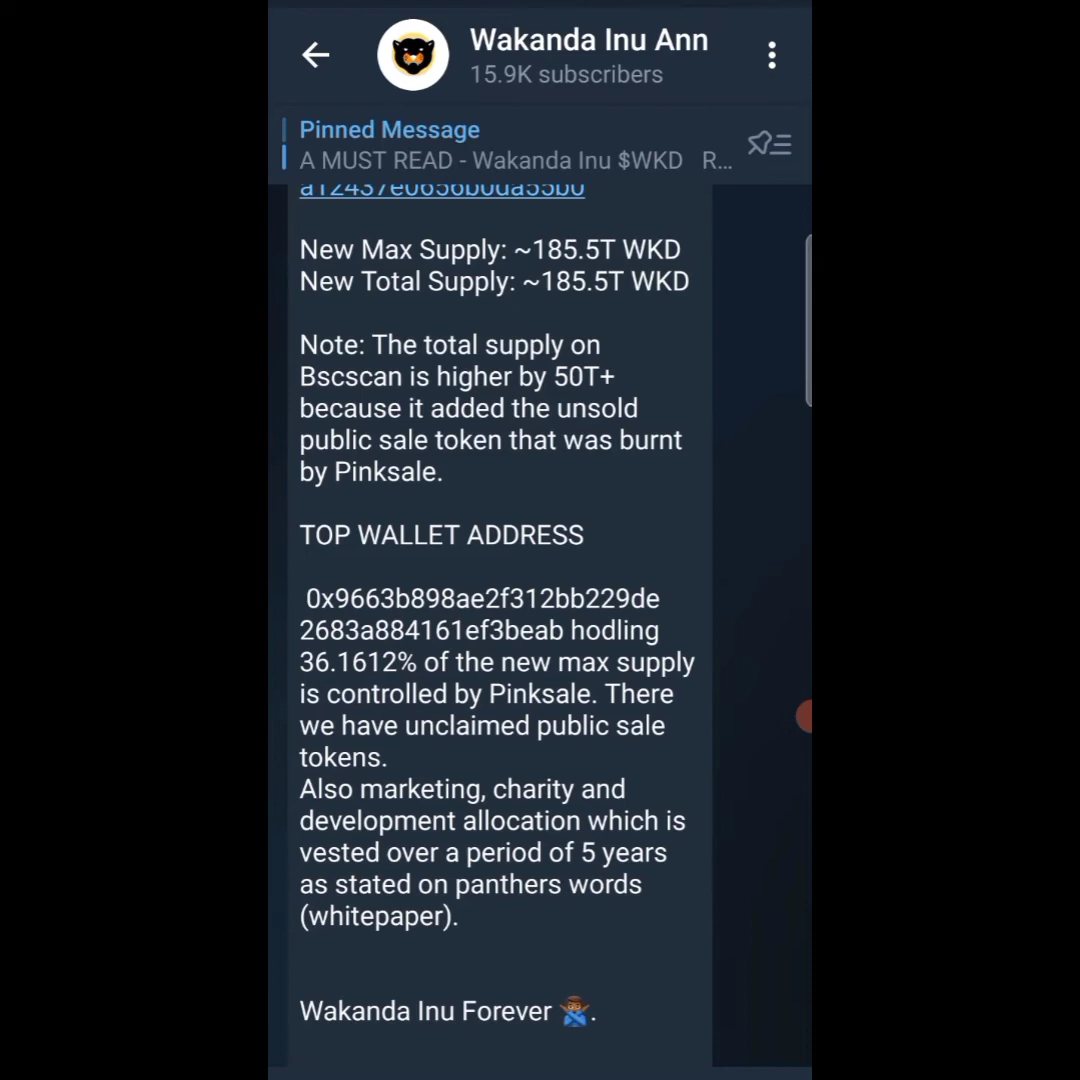 Wakanda Inu Ann
15.9K subscribers
Pinned Message
A MUST READ - Wakanda Inu $WKD R...
a12437e0656b0da55b0
New Max Supply: ~185.5T WKD
New Total Supply: ~185.5T WKD
Note: The total supply on
Bscscan is higher by 50T+
because it added the unsold
public sale token that was burnt
by Pinksale.
TOP WALLET ADDRESS
0x9663b898ae2f312bb229de
2683a884161ef3beab hodling
36.1612% of the new max supply
is controlled by Pinksale. There
we have unclaimed public sale
tokens.
Also marketing, charity and
development allocation which is
vested over a period of 5 years
as stated on panthers words
(whitepaper).
Wakanda Inu Forever 🙅🏾‍♂️.